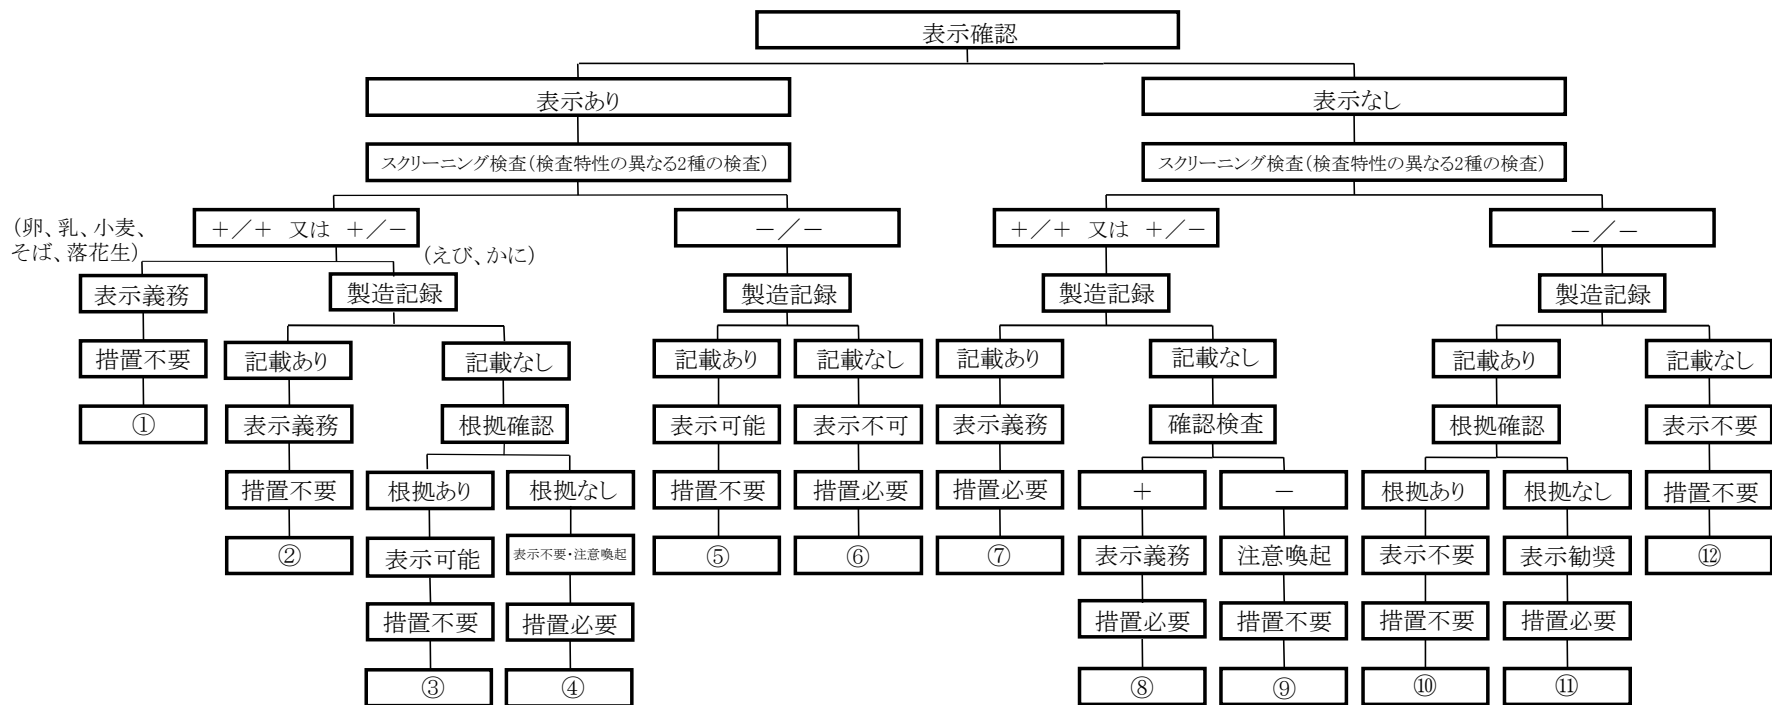 表示確認
表示あり
表示なし
スクリーニング検査(検査特性の異なる2種の検査)
スクリーニング検査(検査特性の異なる2種の検査)
(卵、乳、小麦、
そば、落花生)
+/+ 又は +/-
(えび、かに)
-/-
+/+ 又は +/-
-/-
表示義務
製造記録
製造記録
製造記録
製造記録
措置不要
記載あり
記載なし
記載あり
記載なし
記載あり
記載なし
記載あり
記載なし
①
表示義務
根拠確認
表示可能
表示不可
表示義務
確認検査
根拠確認
表示不要
措置不要
根拠あり
根拠なし
措置不要
措置必要
措置必要
+
-
根拠あり
根拠なし
措置不要
②
表示可能
表示不要・注意喚起
⑤
⑥
⑦
表示義務
注意喚起
表示不要
表示勧奨
⑫
措置不要
措置必要
措置必要
措置不要
措置不要
措置必要
③
④
⑧
⑨
⑩
⑪